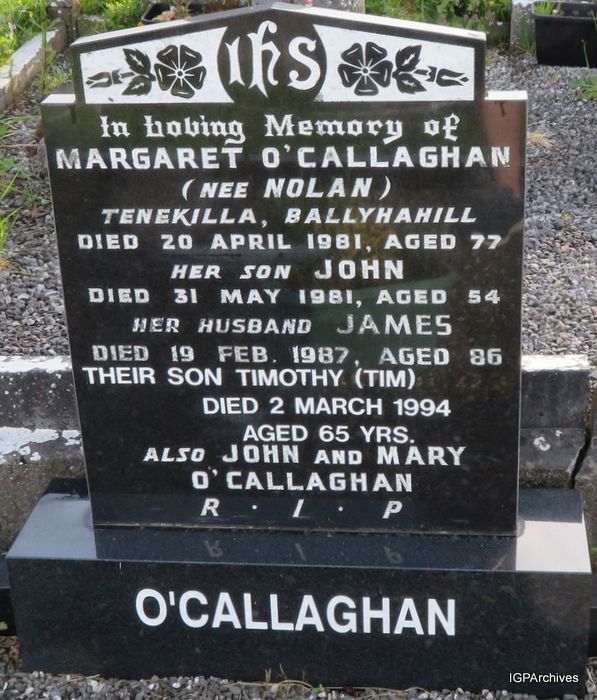 IHS
In Loving Memory of
MARGARET O'CALLAGHAN
(NEE NOLAN)
TENEKILLA, BALLYHAHILL
DIED 20 APRIL 1981, AGED 77
HER SON JOHN
DIED 31 MAY 1981, AGED 54
HER HUSBAND JAMES
DIED 19 FEB. 1987, AGED 86
THEIR SON TIMOTHY (TIM)
DIED 2 MARCH 1994
AGED 65 YRS.
ALSO JOHN AND MARY
O'CALLAGHAN
R · I · P
O'CALLAGHAN
IGPArchives